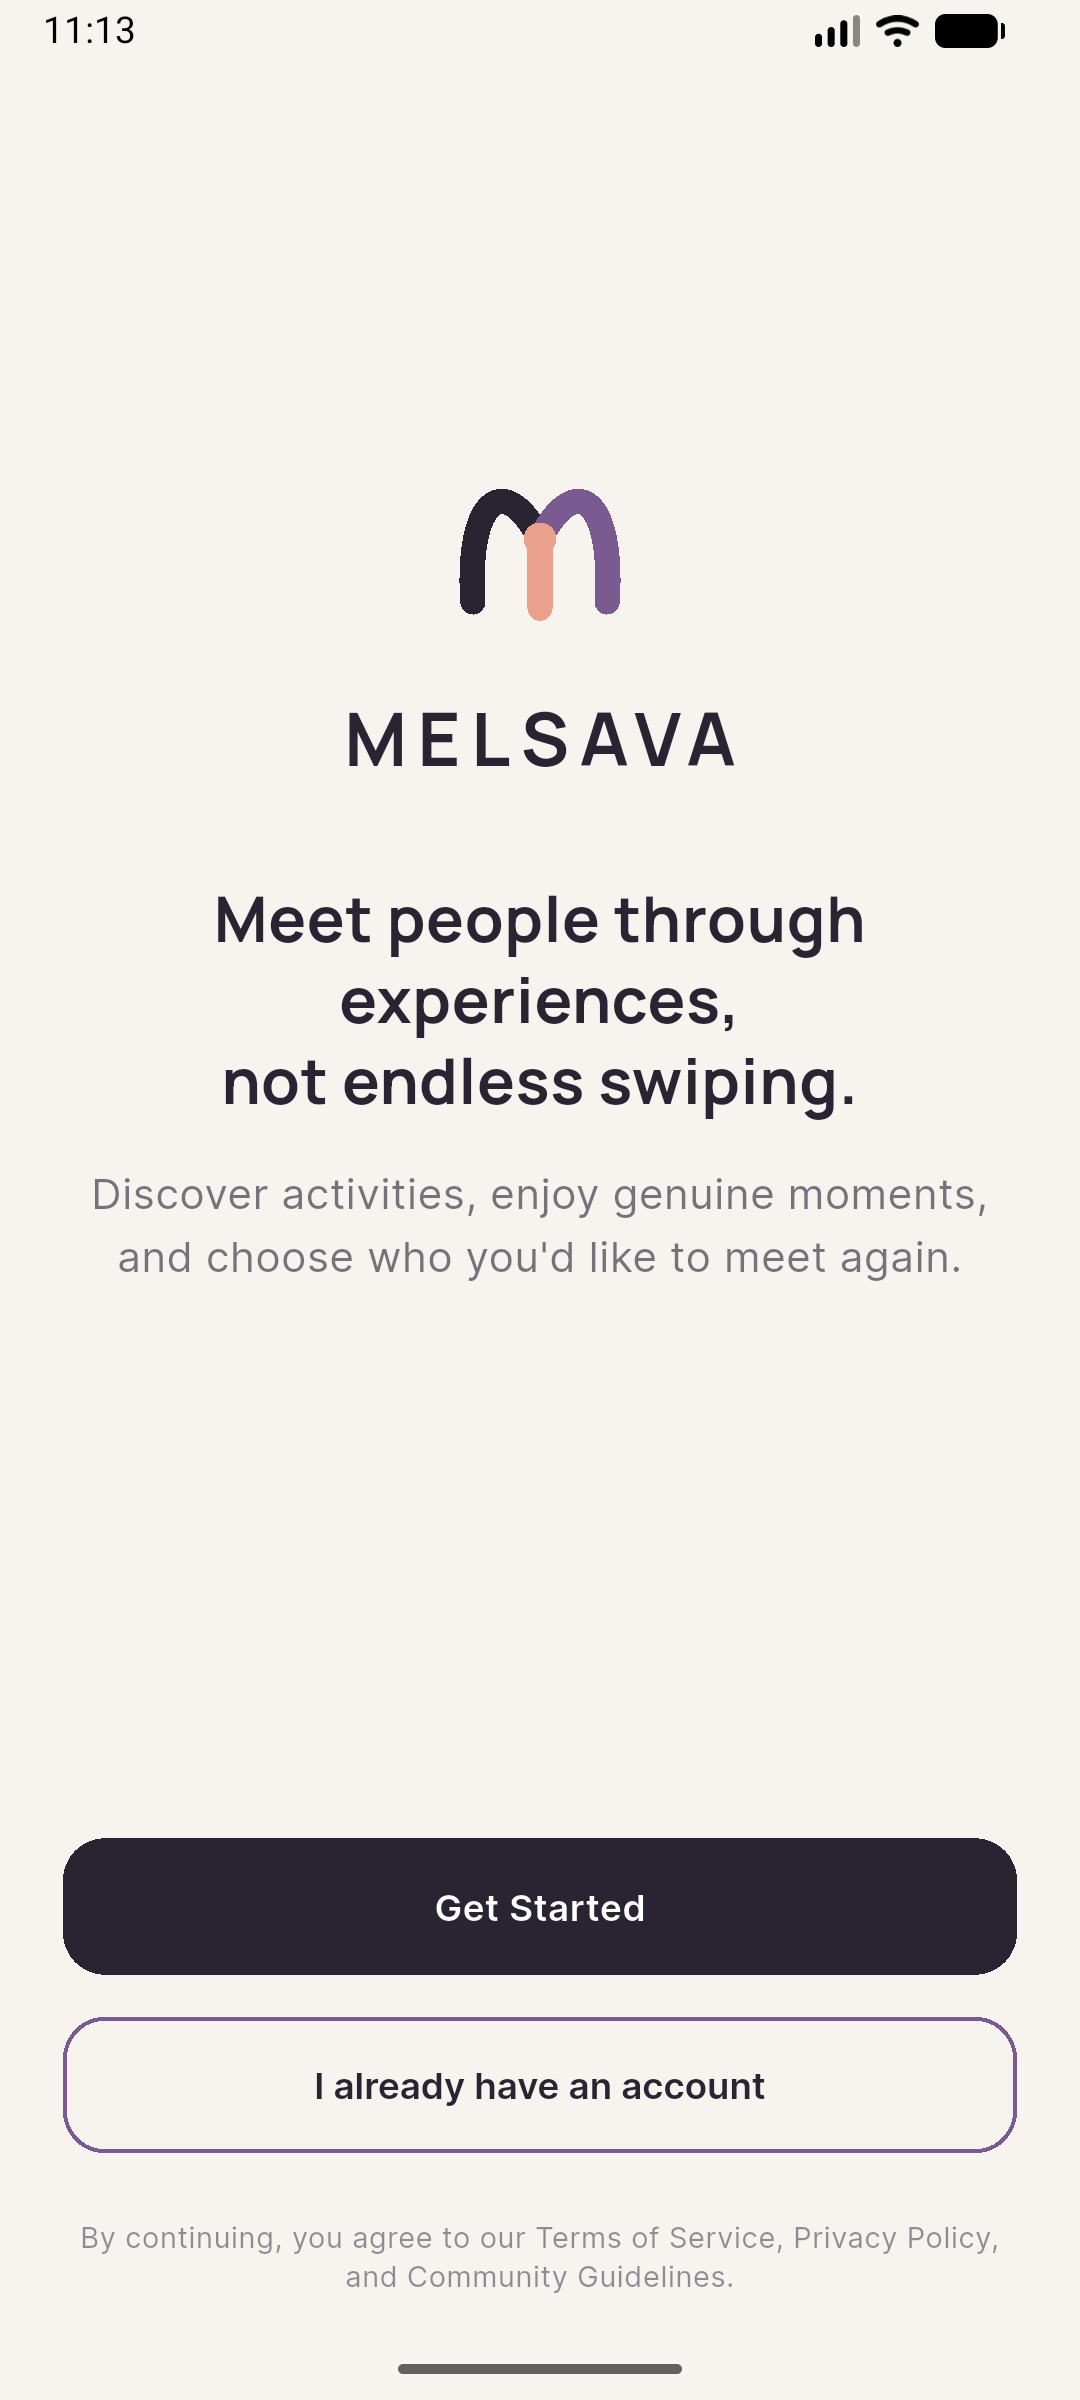 11:13
MELSAVA
Meet people through
experiences,
not endless swiping.
Discover activities, enjoy genuine moments,
and choose who you'd like to meet again.
Get Started
I already have an account
By continuing, you agree to our Terms of Service, Privacy Policy,
and Community Guidelines.